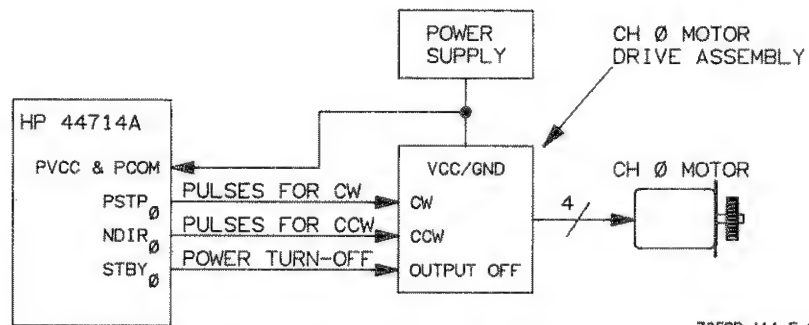 POWER
SUPPLY
CH Ø MOTOR
DRIVE ASSEMBLY
HP 44714A
PVCC & PCOM
VCC/GND
CH Ø MOTOR
PSTPØ
PULSES FOR CW
CW
4
NDIRØ
PULSES FOR CCW
CCW
STBYØ
POWER TURN-OFF
OUTPUT OFF